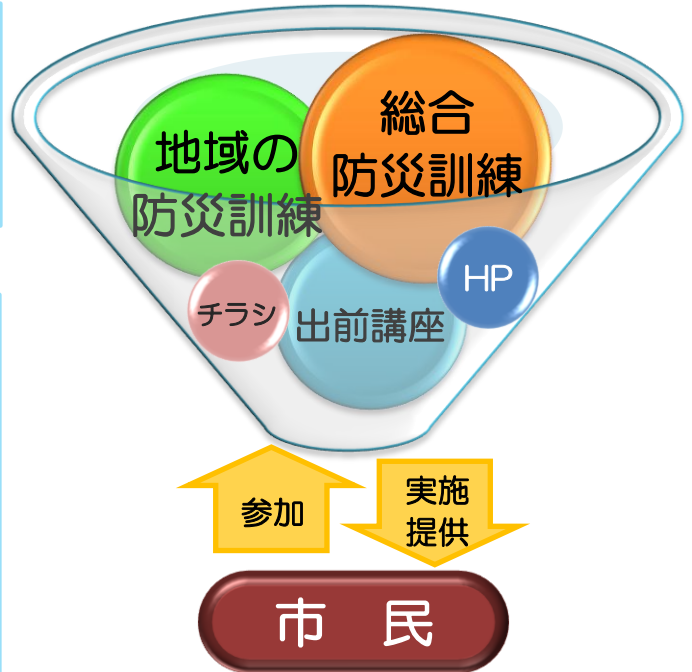 総合
防災訓練
地域の
防災訓練
HP
チラシ
出前講座
参加
実施
提供
市　民